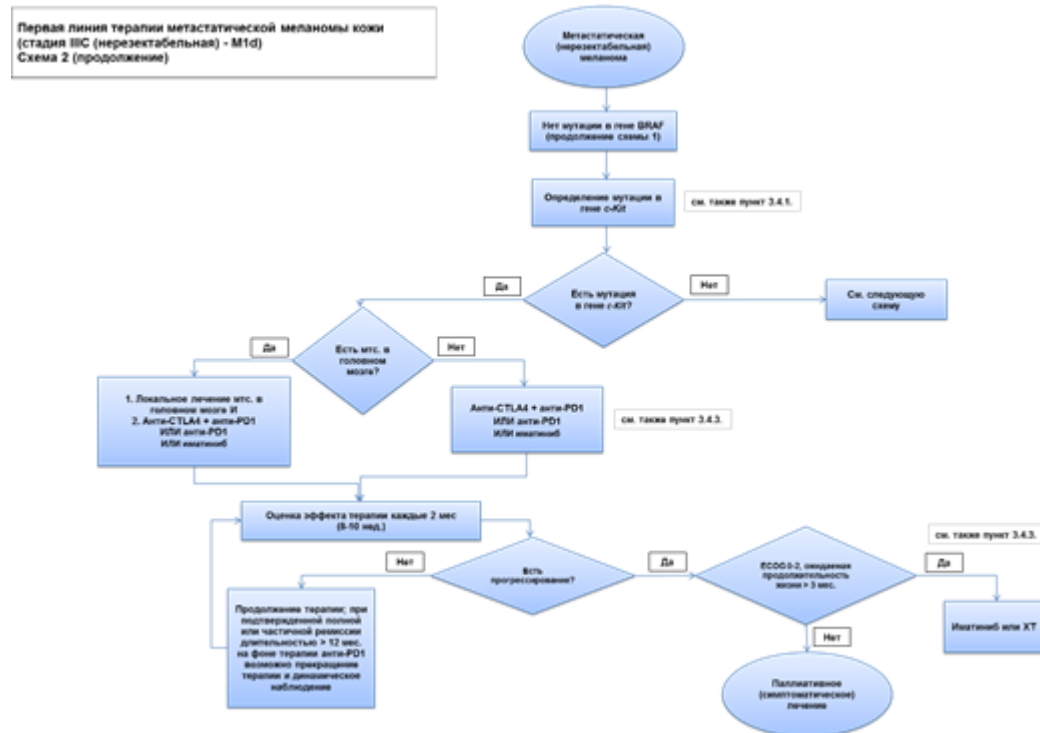 Первая линия терапии метастатической меланомы кожи
(стадия IIIC (нерезектабельная) - M1d)
Схема 2 (продолжение)
Метастатическая
(нерезектабельная)
меланома
Нет мутации в гене BRAF
(продолжение схемы 1)
Определение мутации в
гене c-Kit
см. также пункт 3.4.1.
Есть мутация
в гене c-Kit?
Да
Нет
См. следующую
схему
Есть мтс. в
головном
мозге?
Да
Нет
1. Локальное лечение мтс. в
головном мозге И
2. Анти-CTLA4 + анти-PD1
ИЛИ анти-PD1
ИЛИ иматиниб
Анти-CTLA4 + анти-PD1
ИЛИ анти-PD1
ИЛИ иматиниб
см. также пункт 3.4.3.
Оценка эффекта терапии каждые 2 мес
(8-10 нед.)
Есть
прогрессирование?
Нет
Да
Продолжение терапии; при
подтвержденной полной
или частичной ремиссии
длительностью > 12 мес.
на фоне терапии анти-PD1
возможно прекращение
терапии и динамическое
наблюдение
ECOG 0-2, ожидаемая
продолжительность
жизни > 3 мес.
см. также пункт 3.4.3.
Да
Иматиниб или ХТ
Нет
Паллиативное
(симптоматическое)
лечение